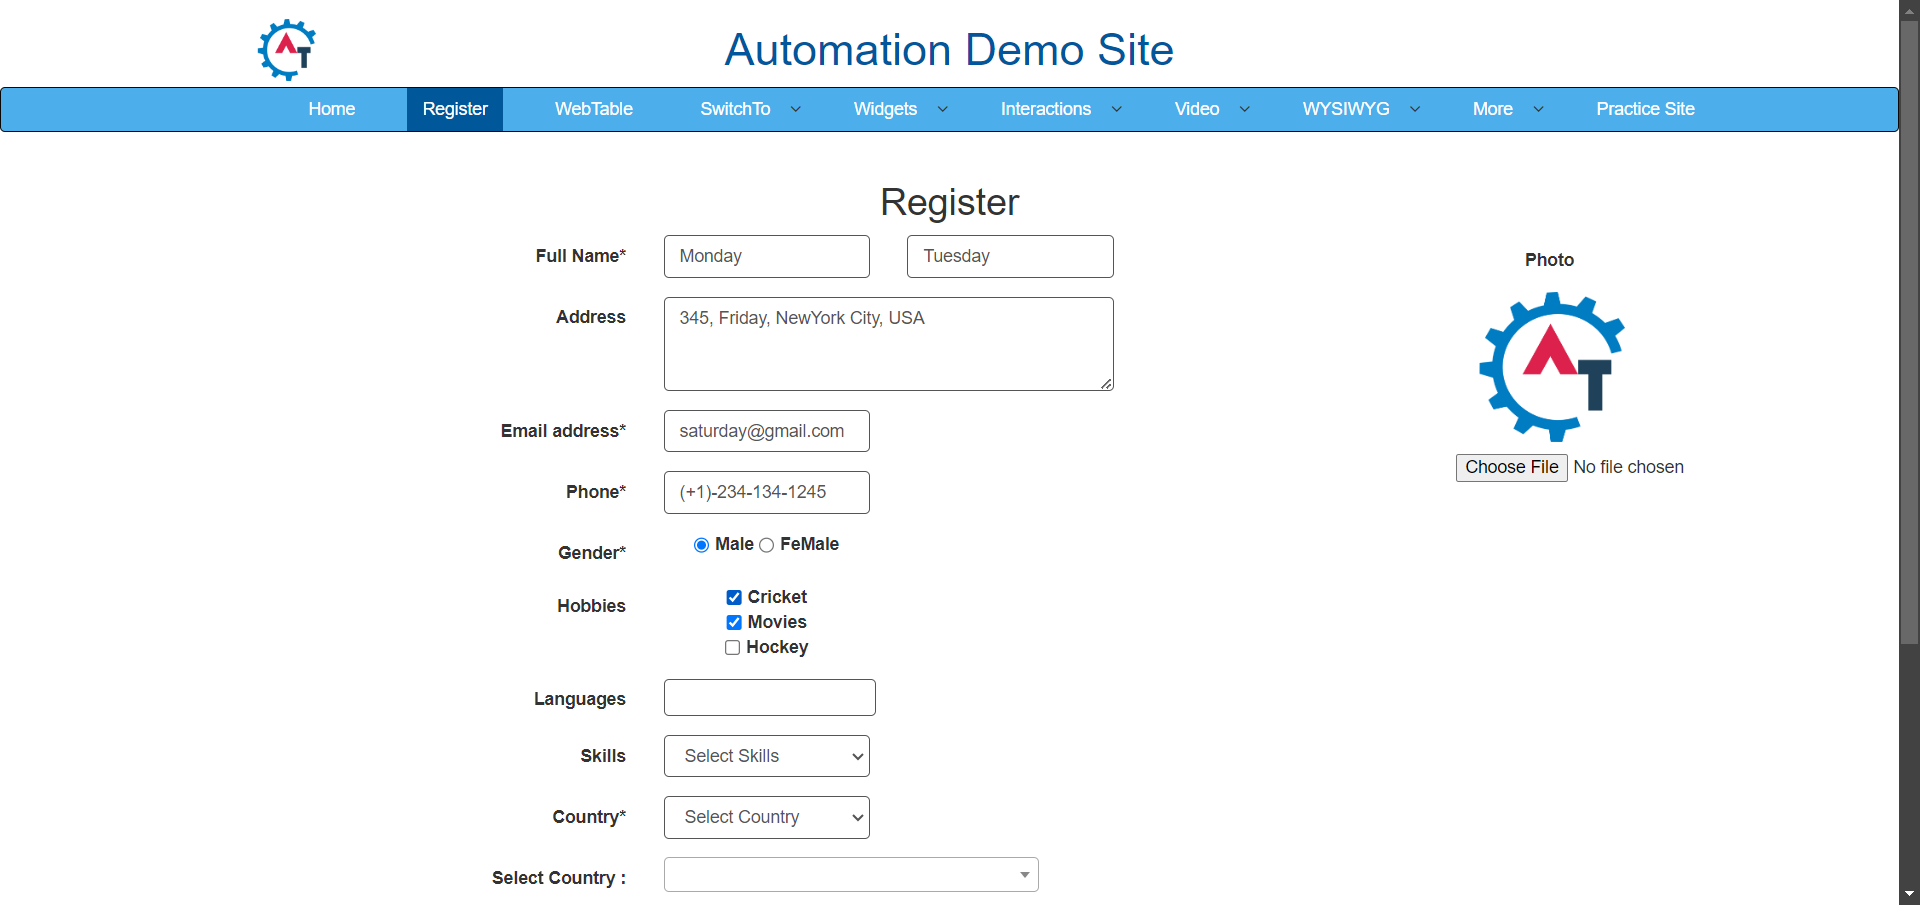 AT
Automation Demo Site
Home Register WebTable SwitchTo Widgets Interactions Video WYSIWYG More Practice Site
Register
Full Name* Monday Tuesday
Photo
Address 345, Friday, NewYork City, USA
AT
Email address* saturday@gmail.com
Choose File No file chosen
Phone* (+1)-234-134-1245
Gender* Male FeMale
Hobbies Cricket
Movies
Hockey
Languages
Skills Select Skills
Country* Select Country
Select Country :